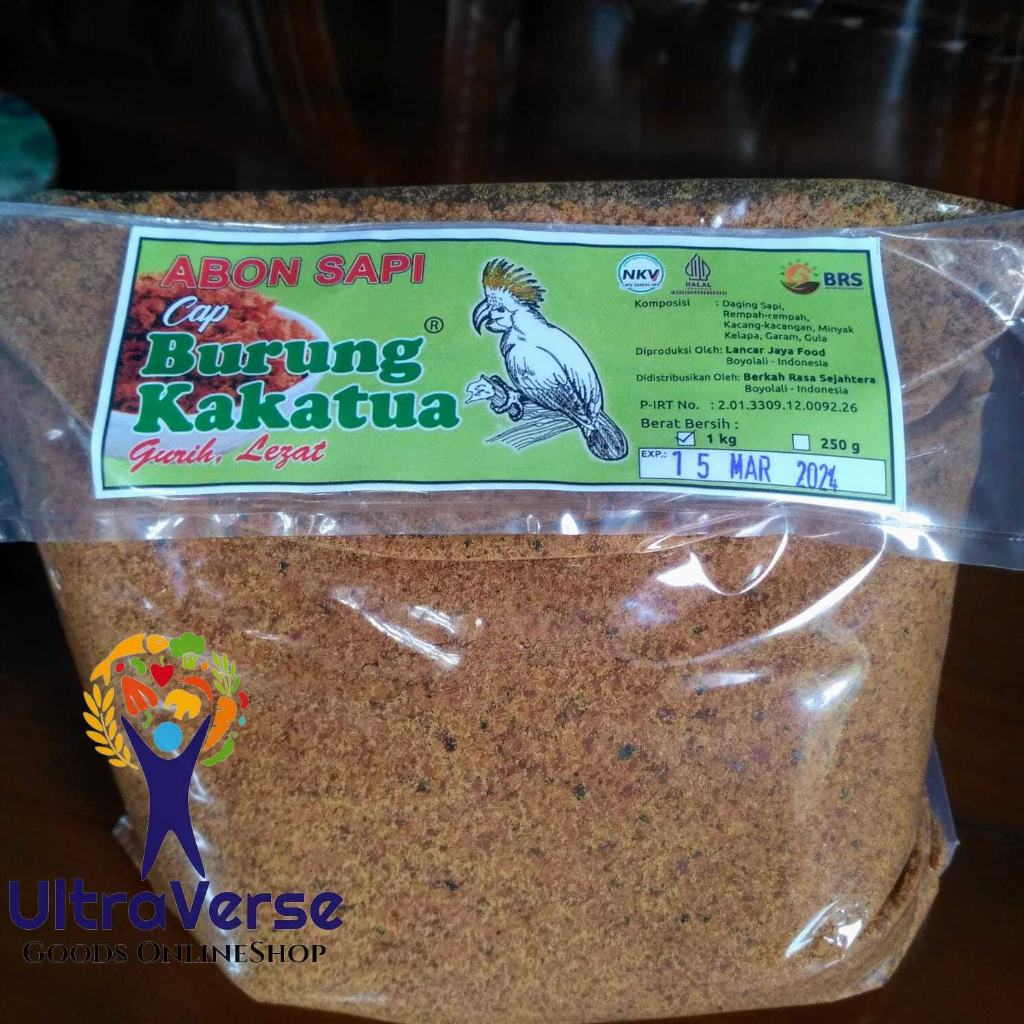 ABON SAPI
Cap
Burung
Kakatua
®
Gurih, Lezat
NKV
HALAL
BRS
Komposisi : Daging Sapi,
Rempah-rempah,
Kacang-kacangan, Minyak
Kelapa, Garam, Gula
Diproduksi Oleh: Lancar Jaya Food
Boyolali - Indonesia
Didistribusikan Oleh: Berkah Rasa Sejahtera
Boyolali - Indonesia
P-IRT No. : 2.01.3309.12.0092.26
Berat Bersih :
1 kg 250 g
EXP.: 15 MAR 2024
UltraVerse
Goods OnlineShop